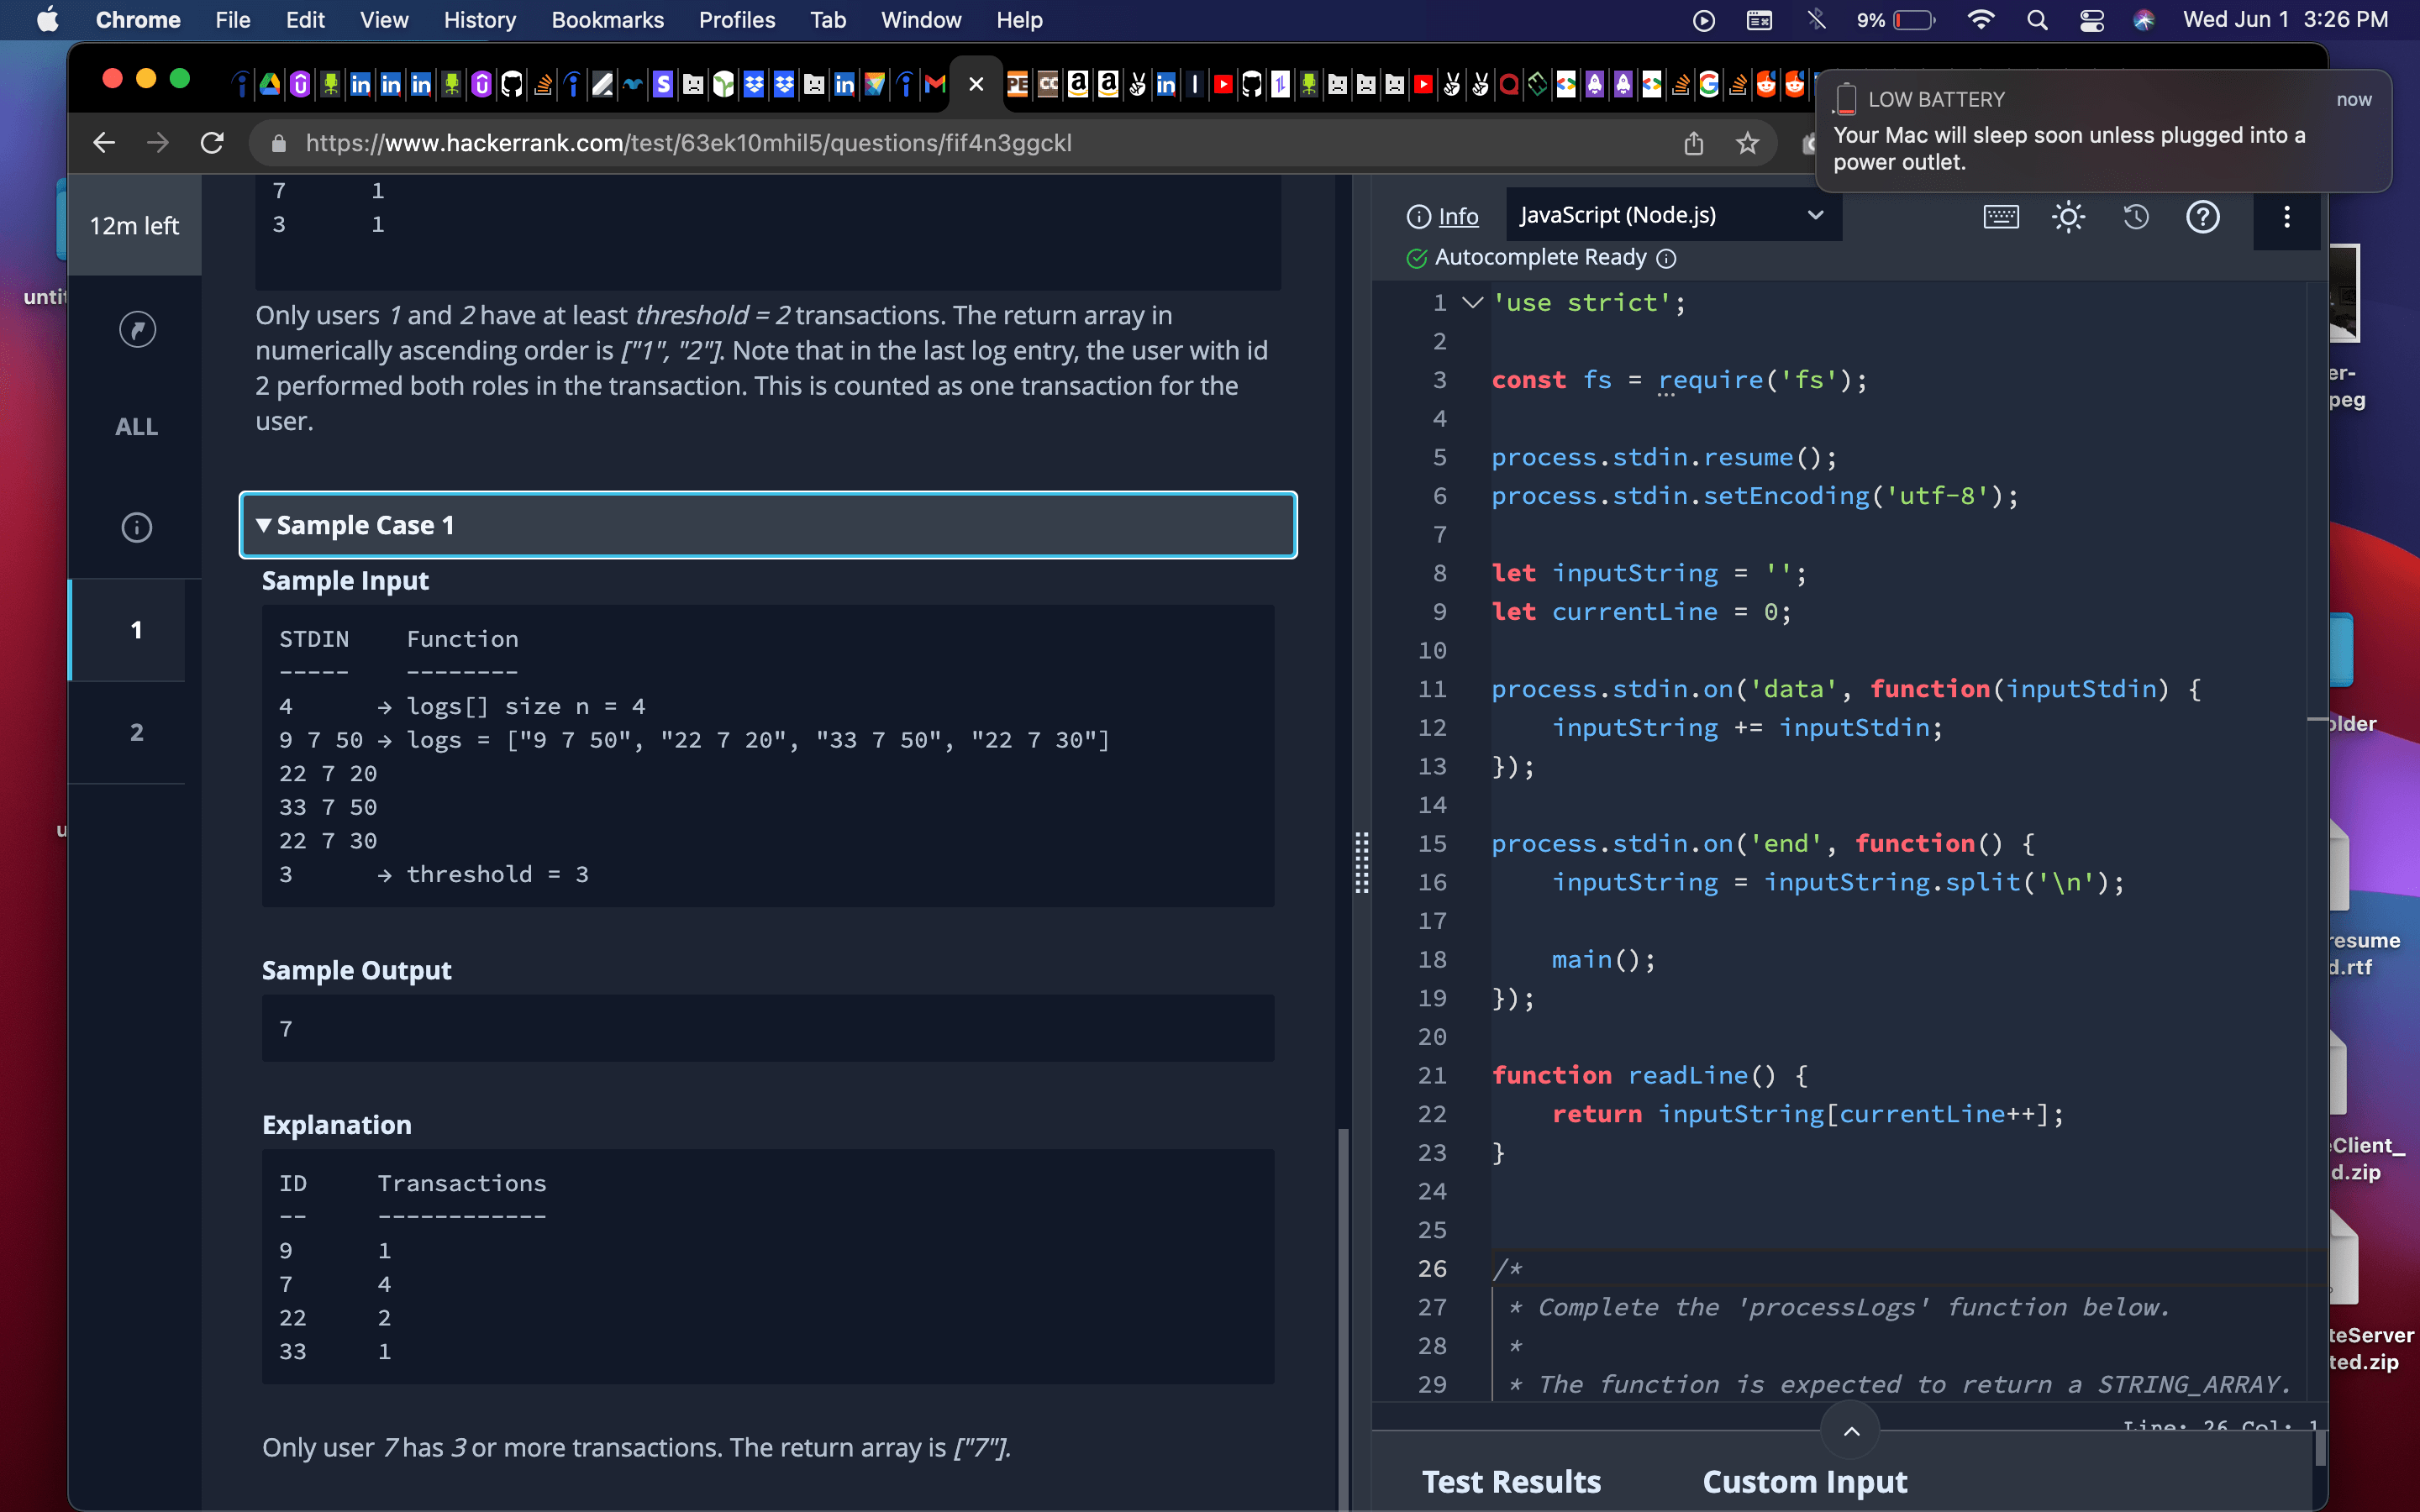 Chrome File Edit View History Bookmarks Profiles Tab Window Help 9% Wed Jun 1 3:26 PM
LOW BATTERY now
Your Mac will sleep soon unless plugged into a
power outlet.
https://www.hackerrank.com/test/63ek10mhil5/questions/fif4n3ggckl
12m left
ALL
1
2
7 1
3 1
Only users 1 and 2 have at least threshold = 2 transactions. The return array in
numerically ascending order is ["1", "2"]. Note that in the last log entry, the user with id
2 performed both roles in the transaction. This is counted as one transaction for the
user.
▼ Sample Case 1
Sample Input
STDIN Function
----- --------
4 → logs[] size n = 4
9 7 50 → logs = ["9 7 50", "22 7 20", "33 7 50", "22 7 30"]
22 7 20
33 7 50
22 7 30
3 → threshold = 3
Sample Output
7
Explanation
ID Transactions
-- ------------
9 1
7 4
22 2
33 1
Only user 7 has 3 or more transactions. The return array is ["7"].
Info JavaScript (Node.js)
Autocomplete Ready
1 'use strict';
2
3 const fs = require('fs');
4
5 process.stdin.resume();
6 process.stdin.setEncoding('utf-8');
7
8 let inputString = '';
9 let currentLine = 0;
10
11 process.stdin.on('data', function(inputStdin) {
12 inputString += inputStdin;
13 });
14
15 process.stdin.on('end', function() {
16 inputString = inputString.split('\n');
17
18 main();
19 });
20
21 function readLine() {
22 return inputString[currentLine++];
23 }
24
25
26 /*
27 * Complete the 'processLogs' function below.
28 *
29 * The function is expected to return a STRING_ARRAY.
Line: 26 Col: 1
Test Results Custom Input
untit
u
er-
peg
older
resume
d.rtf
eClient_
d.zip
teServer
ted.zip